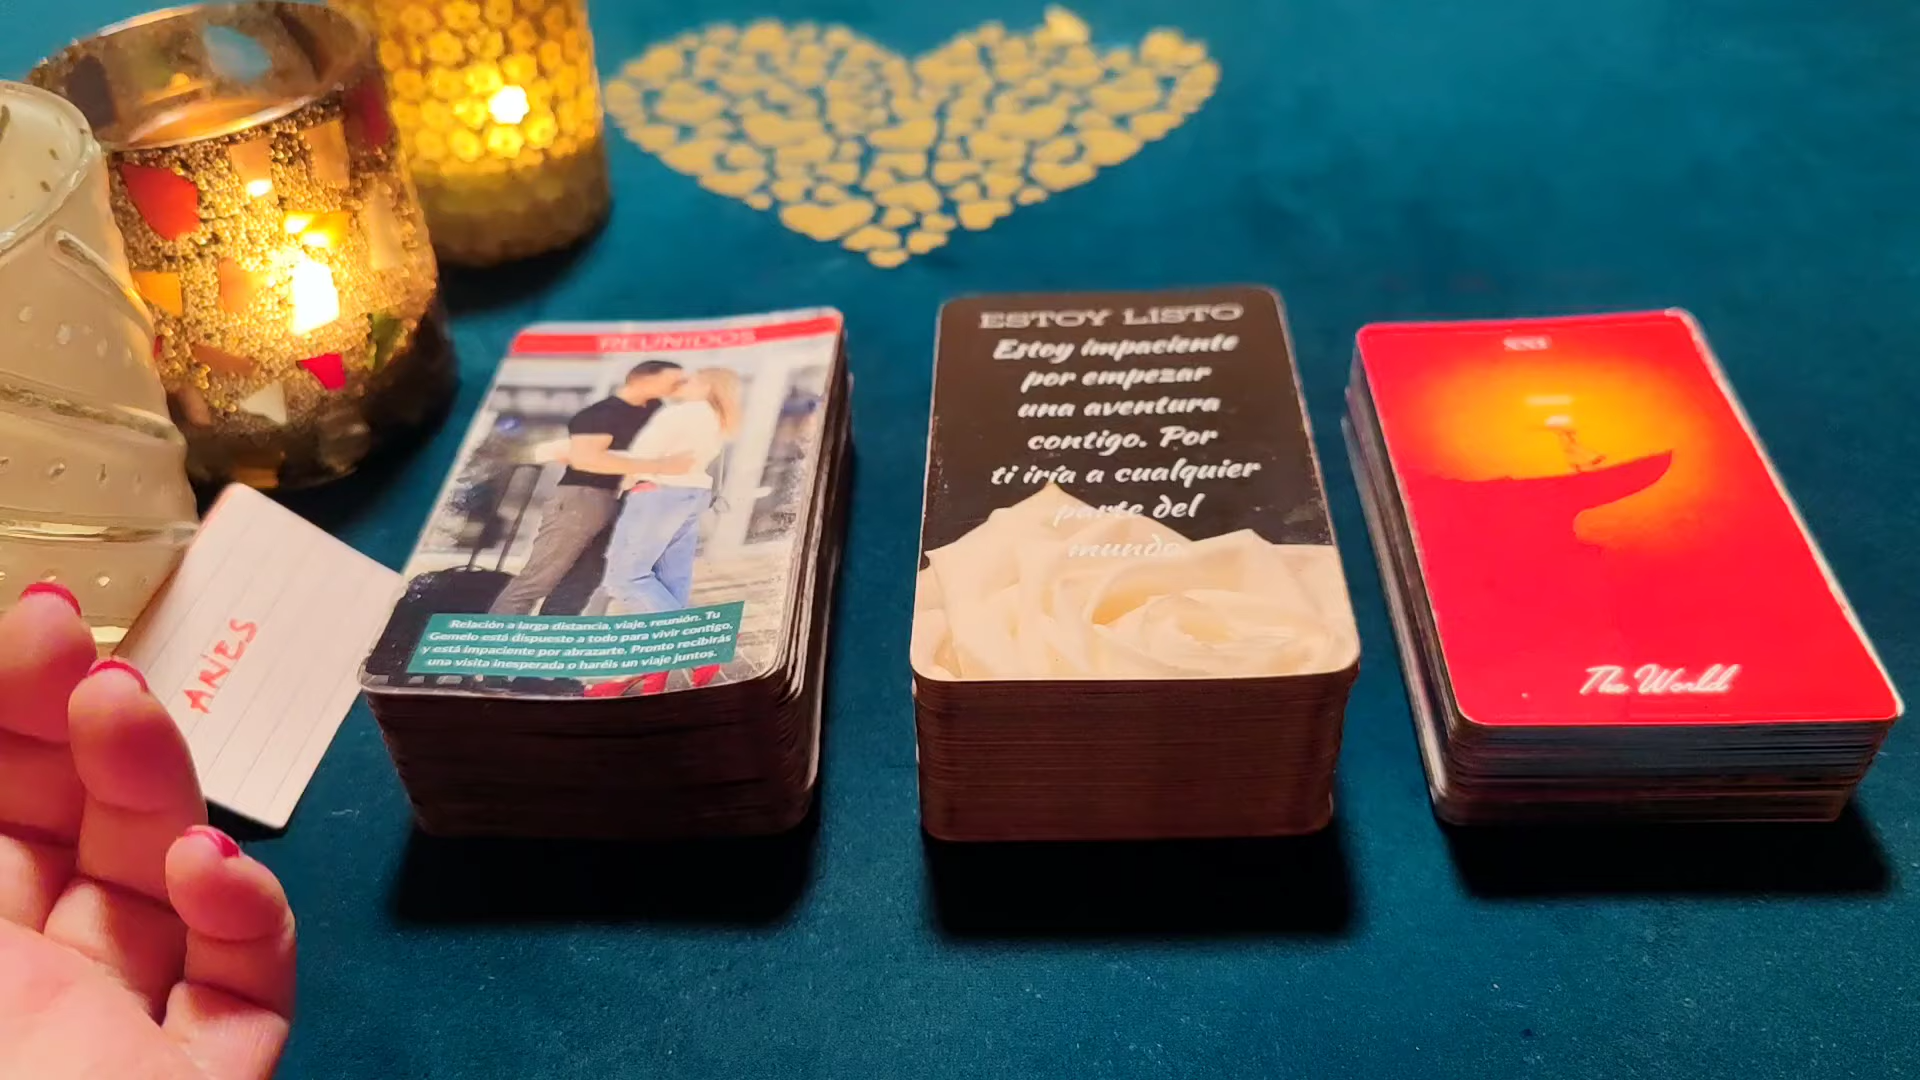 REUNIDOS
Relación a larga distancia, viaje, reunión. Tu
Gemelo está dispuesto a todo para vivir contigo,
y está impaciente por abrazarte. Pronto recibirás
una visita inesperada o haréis un viaje juntos.
ESTOY LISTO
Estoy impaciente
por empezar
una aventura
contigo. Por
ti iría a cualquier
parte del
mundo.
XXI
The World
ARIES